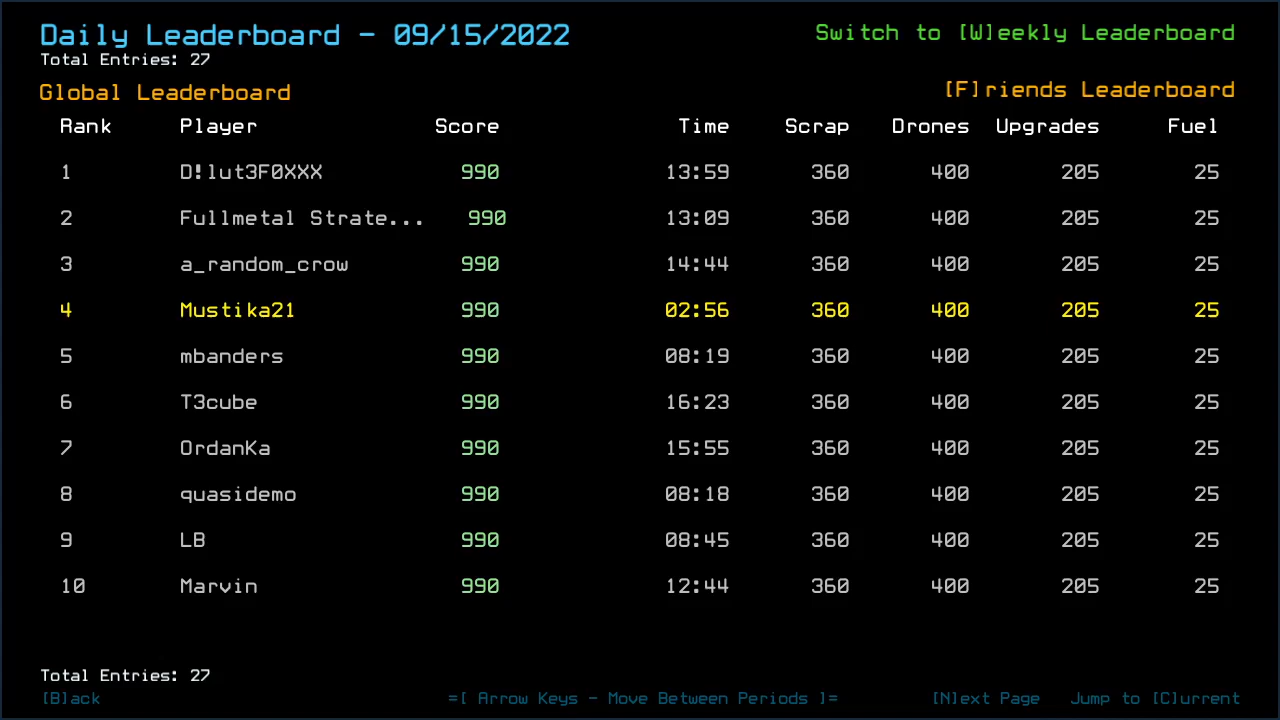 Daily Leaderboard - 09/15/2022 Switch to [W]eekly Leaderboard
Total Entries: 27
Global Leaderboard [F]riends Leaderboard
Rank Player Score Time Scrap Drones Upgrades Fuel
1 D!lut3F0XXX 990 13:59 360 400 205 25
2 Fullmetal Strate... 990 13:09 360 400 205 25
3 a_random_crow 990 14:44 360 400 205 25
4 Mustika21 990 02:56 360 400 205 25
5 mbanders 990 08:19 360 400 205 25
6 T3cube 990 16:23 360 400 205 25
7 OrdanKa 990 15:55 360 400 205 25
8 quasidemo 990 08:18 360 400 205 25
9 LB 990 08:45 360 400 205 25
10 Marvin 990 12:44 360 400 205 25
Total Entries: 27
[B]ack =[ Arrow Keys - Move Between Periods ]= [N]ext Page Jump to [C]urrent